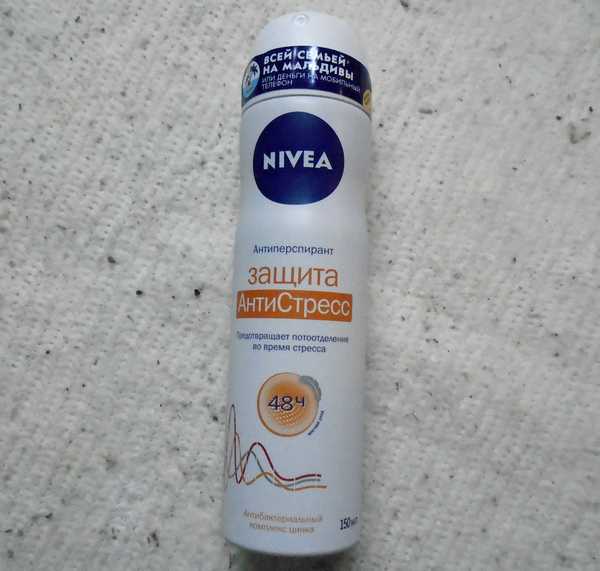 ВСЕЙ СЕМЬЕЙ
НА МАЛЬДИВЫ
ИЛИ ДЕНЬГИ НА МОБИЛЬНЫЙ
ТЕЛЕФОН
NIVEA
Антиперспирант
защита
АнтиСтресс
Предотвращает потоотделение
во время стресса
48ч
Антибактериальный
комплекс цинка
150 мл